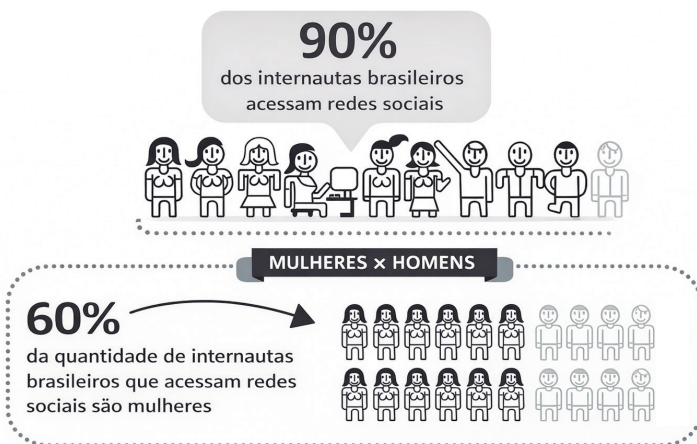 90%
dos internautas brasileiros
acessam redes sociais
MULHERES × HOMENS
60%
da quantidade de internautas
brasileiros que acessam redes
sociais são mulheres